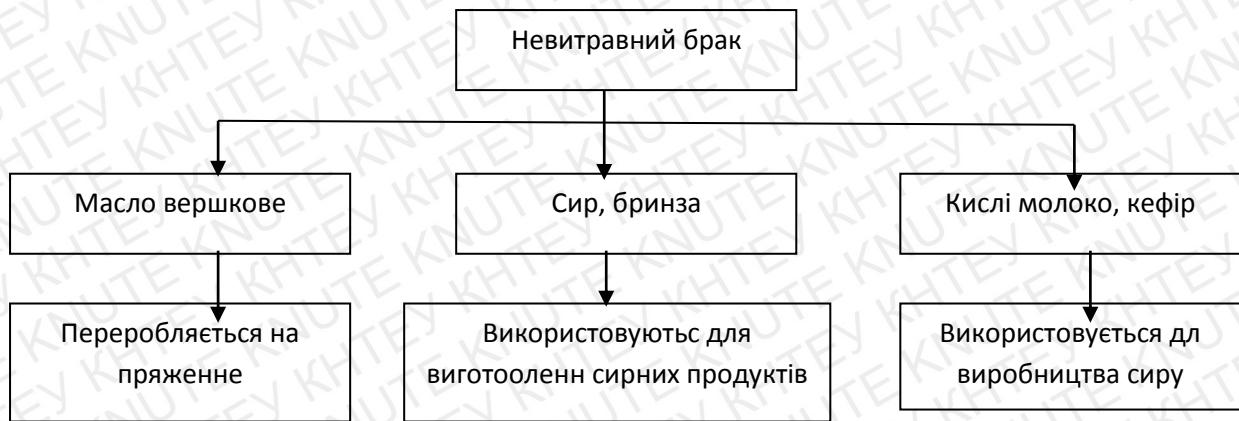 Невитравний брак
Масло вершкове
Сир, бринза
Кислі молоко, кефір
Переробляється на
пряженне
Використовуютьс для
виготооленн сирних продуктів
Використовується дл
виробництва сиру